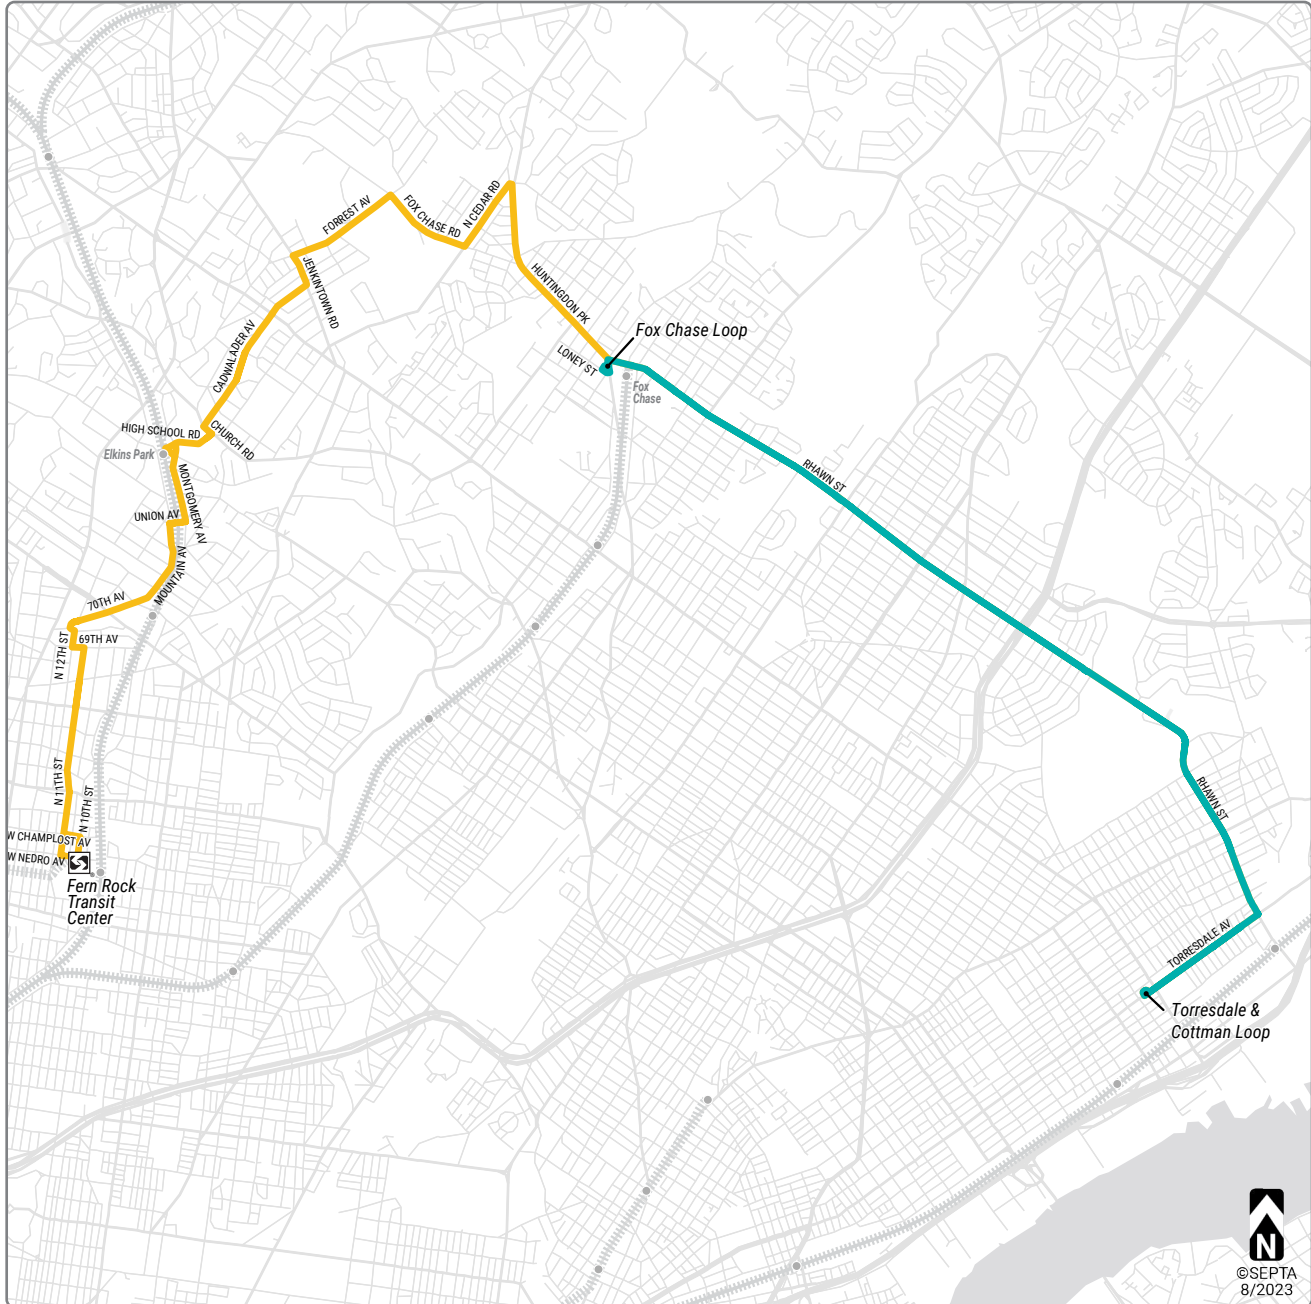 FORREST AV
FOX CHASE RD
N CEDAR RD
JENKINTOWN RD
HUNTINGDON PK
Fox Chase Loop
LONEY ST
Fox
Chase
CADWALADER AV
HIGH SCHOOL RD
CHURCH RD
Elkins Park
RHAWN ST
MONTGOMERY AV
UNION AV
MOUNTAIN AV
70TH AV
69TH AV
N 12TH ST
N 11TH ST
N 10TH ST
RHAWN ST
W CHAMPLOST AV
W NEDRO AV
Fern Rock
Transit
Center
TORRESDALE AV
Torresdale &
Cottman Loop
N
©SEPTA
8/2023